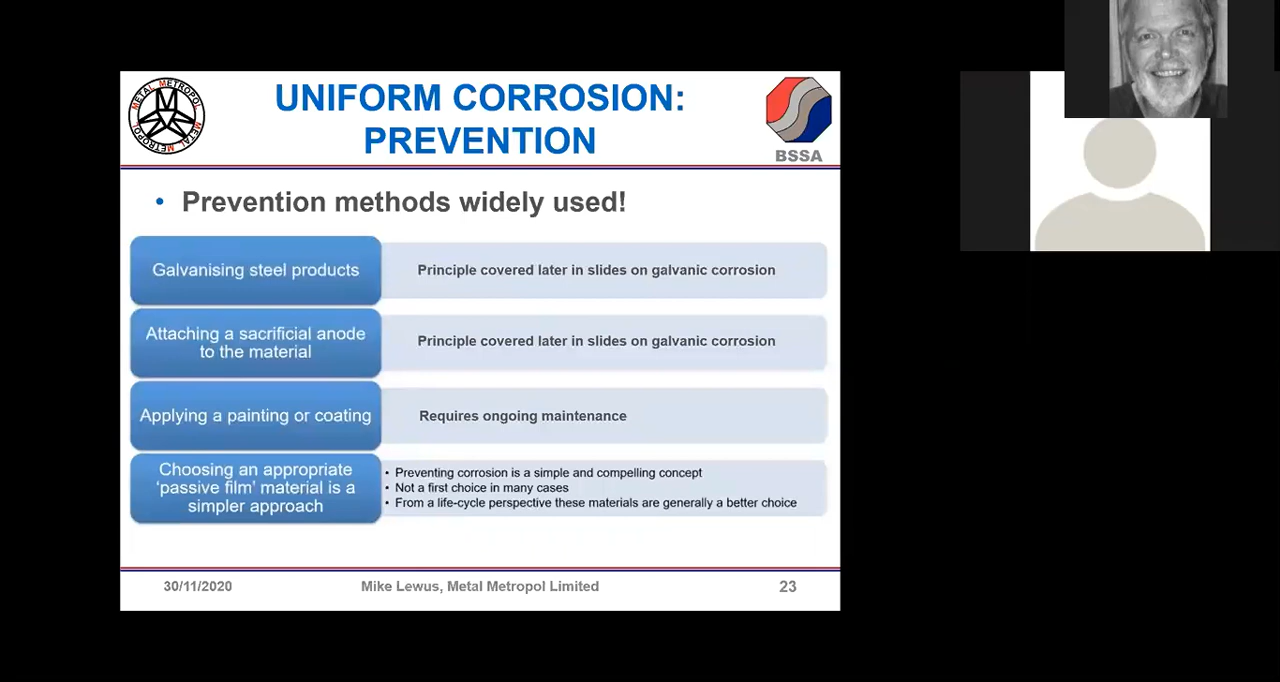 METAL METROPOL METAL METROPOL
M
UNIFORM CORROSION:
PREVENTION
BSSA
• Prevention methods widely used!
Galvanising steel products
Principle covered later in slides on galvanic corrosion
Attaching a sacrificial anode
to the material
Principle covered later in slides on galvanic corrosion
Applying a painting or coating
Requires ongoing maintenance
Choosing an appropriate
‘passive film’ material is a
simpler approach
• Preventing corrosion is a simple and compelling concept
• Not a first choice in many cases
• From a life-cycle perspective these materials are generally a better choice
30/11/2020
Mike Lewus, Metal Metropol Limited
23